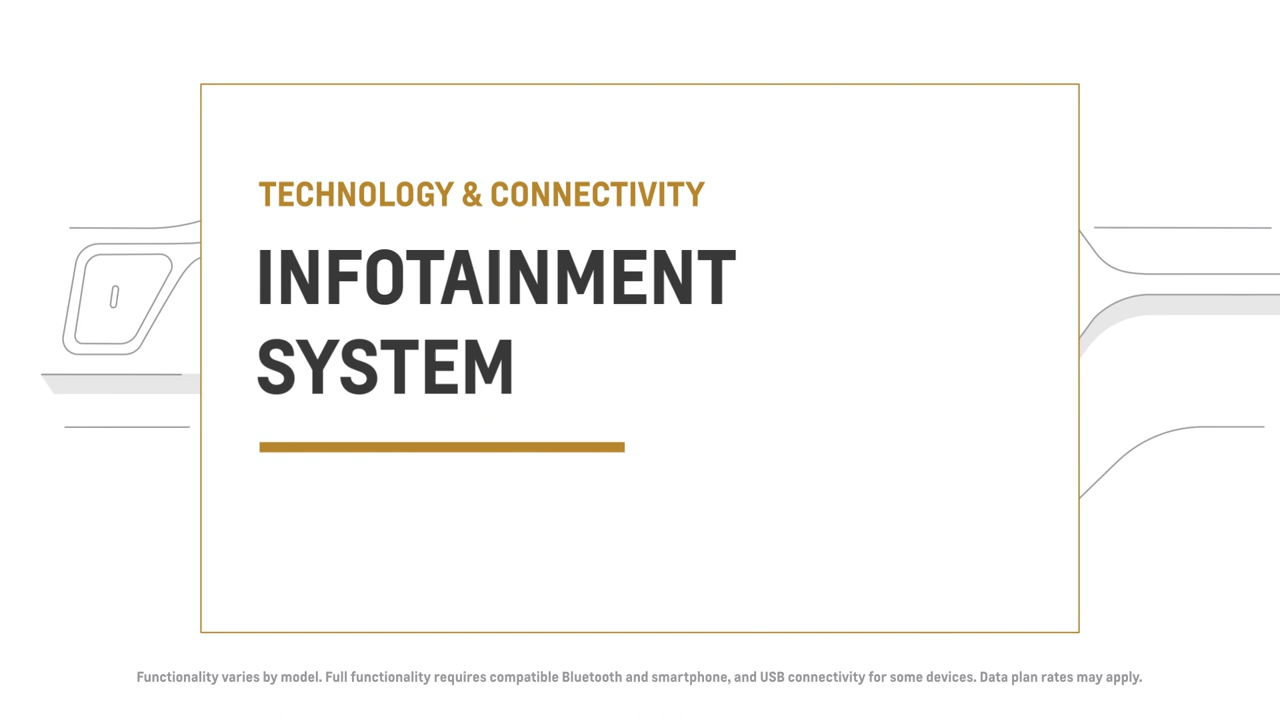 TECHNOLOGY & CONNECTIVITY
INFOTAINMENT
SYSTEM
Functionality varies by model. Full functionality requires compatible Bluetooth and smartphone, and USB connectivity for some devices. Data plan rates may apply.